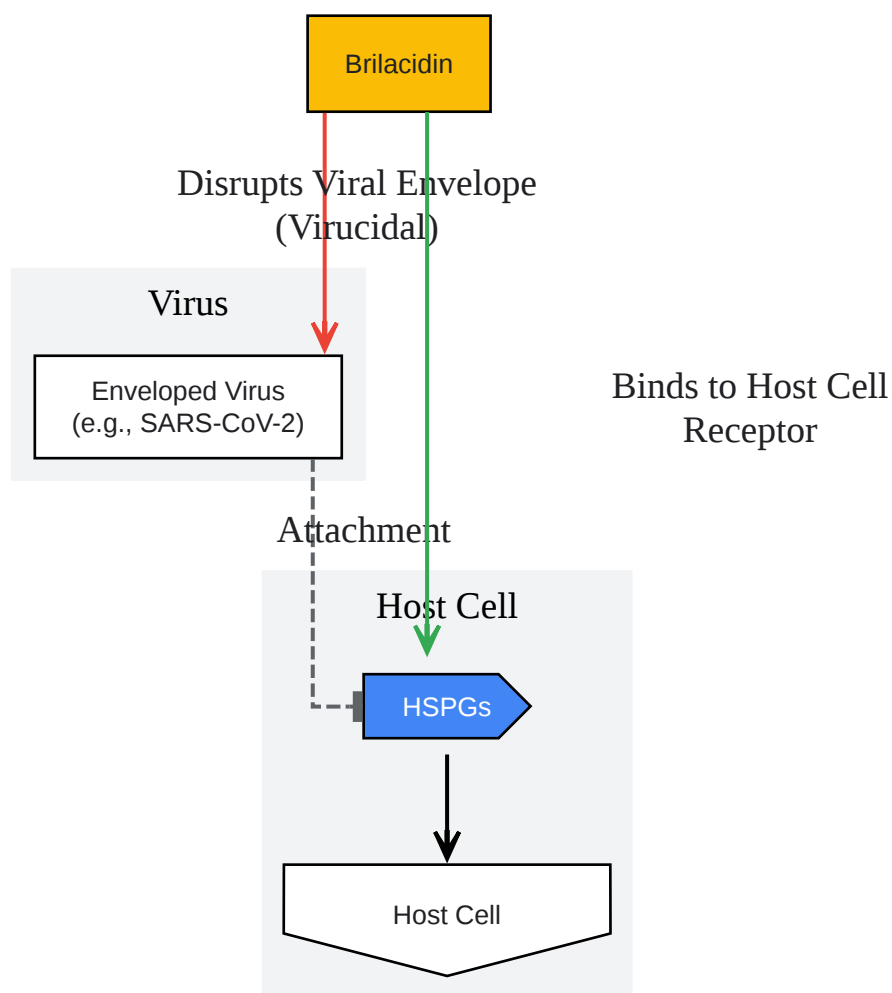 Brilacidin
Disrupts Viral Envelope
(Virucidal)
Virus
Enveloped Virus
(e.g., SARS-CoV-2)
Binds to Host Cell
Receptor
Attachment
Host Cell
HSPGs
Host Cell